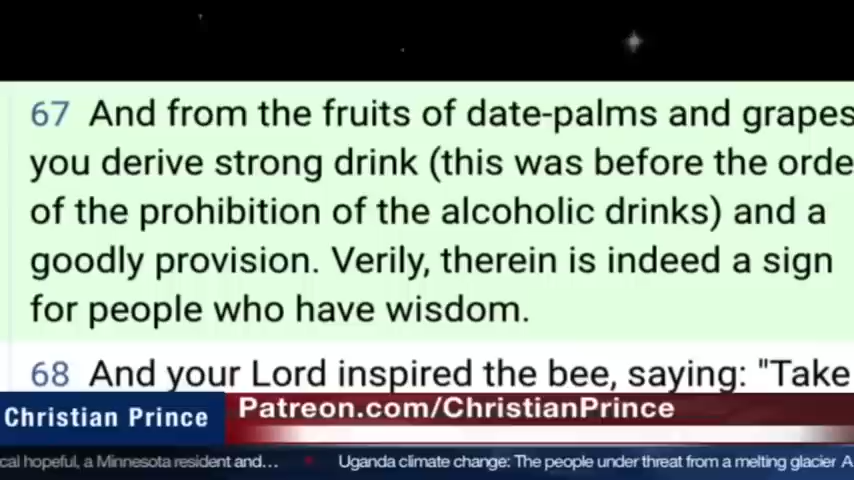 67 And from the fruits of date-palms and grapes
you derive strong drink (this was before the orde
of the prohibition of the alcoholic drinks) and a
goodly provision. Verily, therein is indeed a sign
for people who have wisdom.
68 And your Lord inspired the bee, saying: "Take
Christian Prince
Patreon.com/ChristianPrince
cal hopeful, a Minnesota resident and... Uganda climate change: The people under threat from a melting glacier A